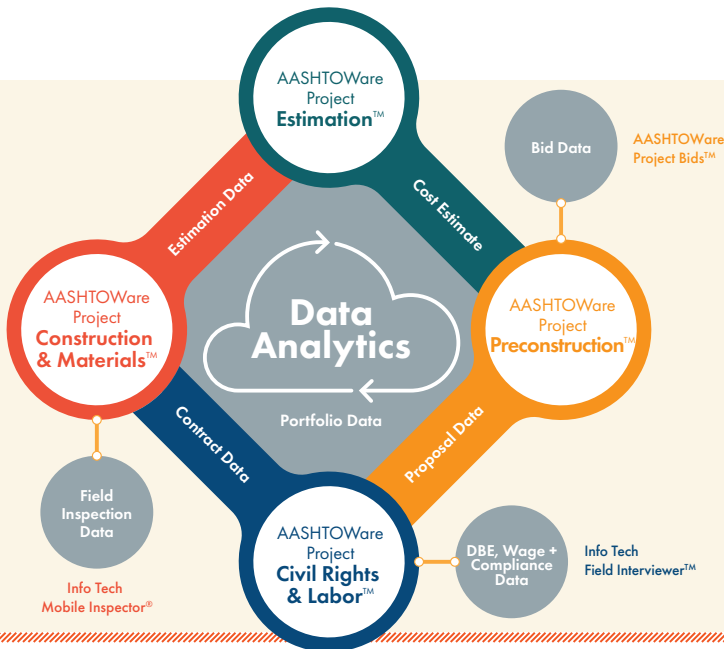 AASHTOWare
Project
Estimation™
Estimation Data
Cost Estimate
Bid Data
AASHTOWare
Project Bids™
AASHTOWare
Project
Construction
& Materials™
Data
Analytics
Portfolio Data
AASHTOWare
Project
Preconstruction™
Contract Data
Proposal Data
Field
Inspection
Data
Info Tech
Mobile Inspector®
AASHTOWare
Project
Civil Rights
& Labor™
DBE, Wage +
Compliance
Data
Info Tech
Field Interviewer™